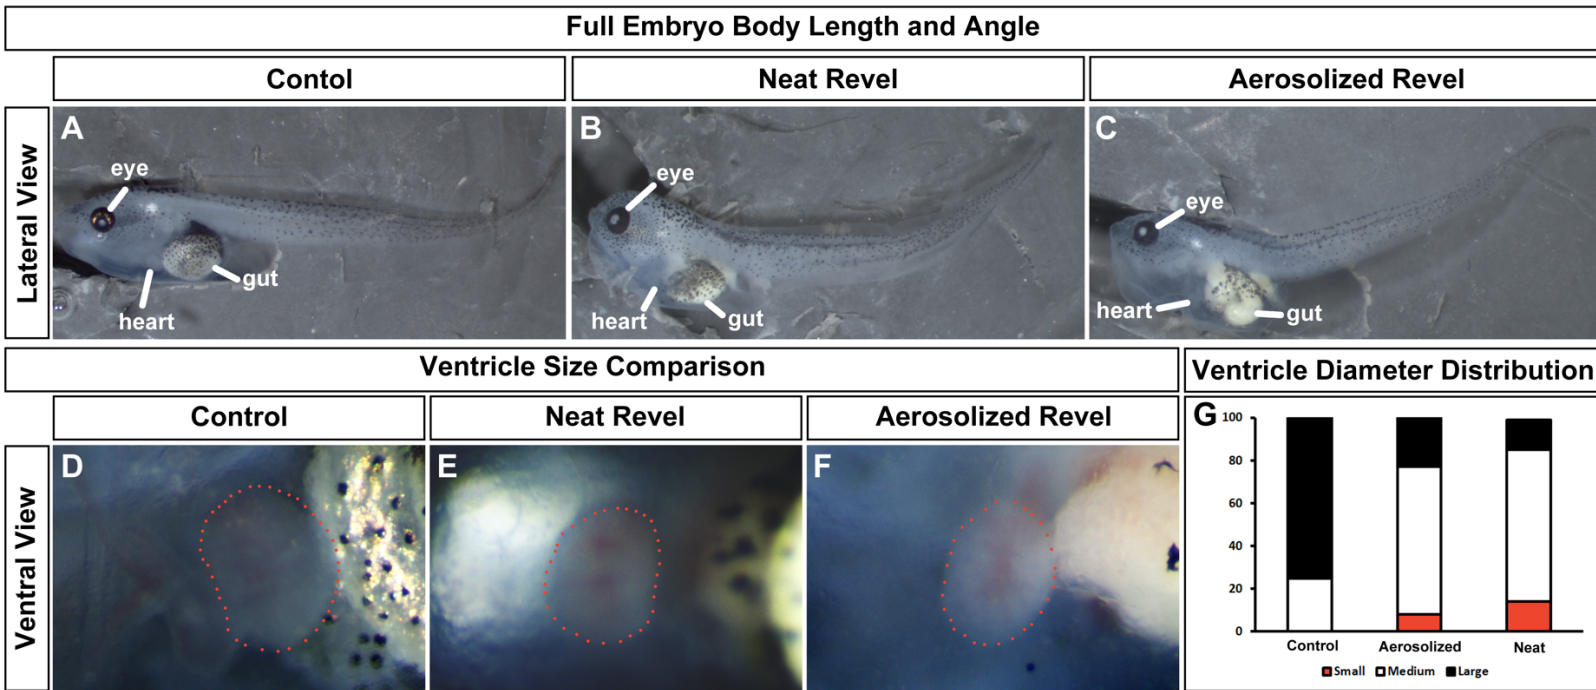 Full Embryo Body Length and Angle
Contol
Neat Revel
Aerosolized Revel
Lateral View
A
eye
heart
gut
B
eye
heart
gut
C
eye
heart
gut
Ventricle Size Comparison
Ventricle Diameter Distribution
Control
Neat Revel
Aerosolized Revel
Ventral View
D
E
F
G
100
80
60
40
20
0
Control
Aerosolized
Neat
Small
Medium
Large